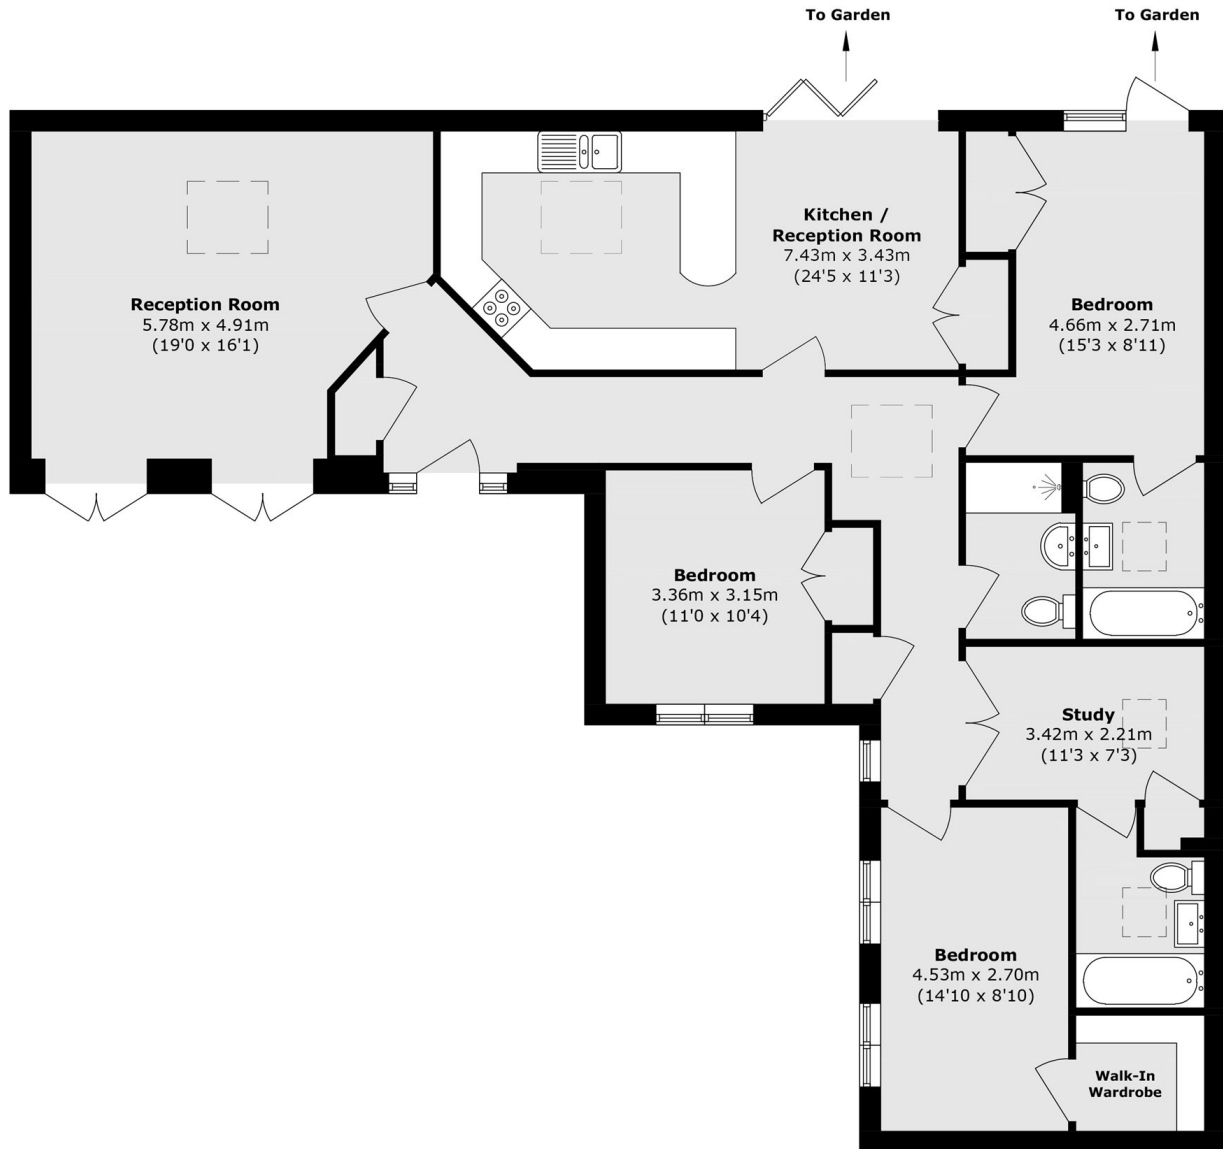 To Garden
To Garden
Kitchen /
Reception Room
7.43m x 3.43m
(24'5 x 11'3)
Reception Room
5.78m x 4.91m
(19'0 x 16'1)
Bedroom
4.66m x 2.71m
(15'3 x 8'11)
Bedroom
3.36m x 3.15m
(11'0 x 10'4)
Study
3.42m x 2.21m
(11'3 x 7'3)
Bedroom
4.53m x 2.70m
(14'10 x 8'10)
Walk-In
Wardrobe